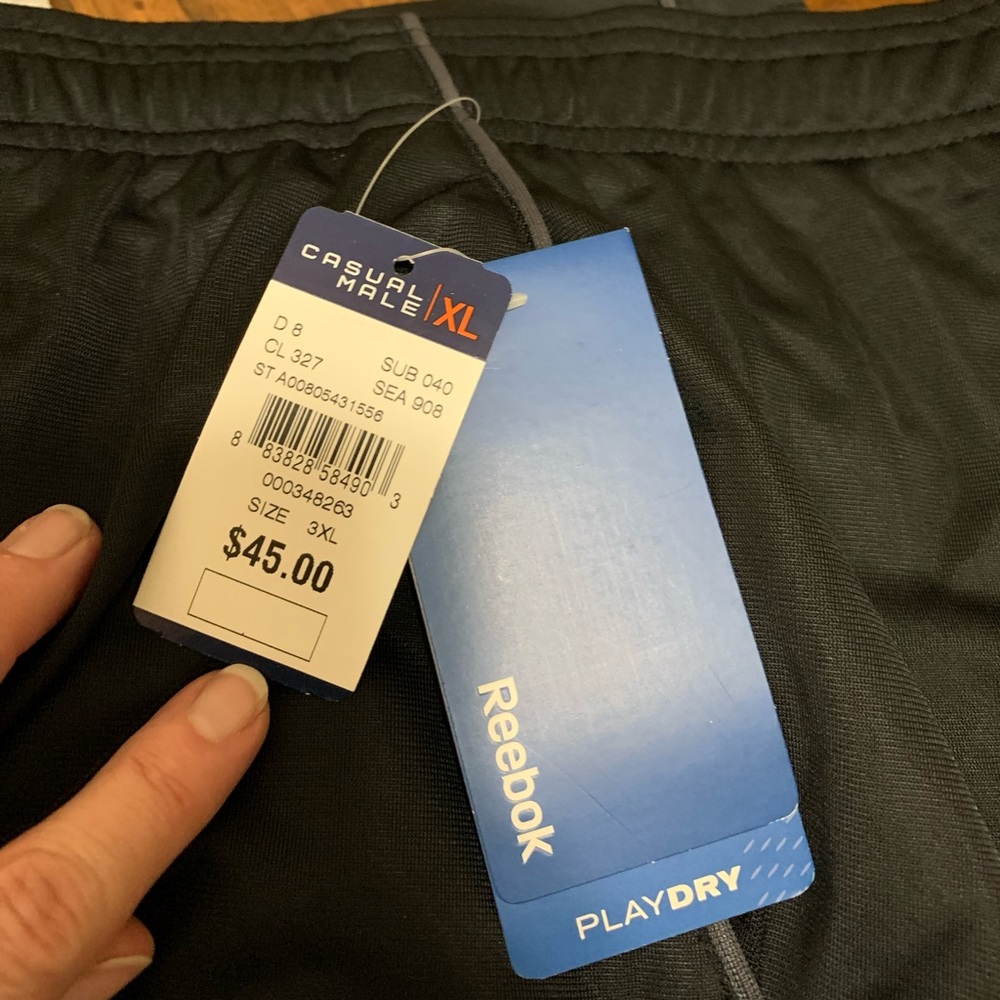 CASUAL
MALE XL
D 8
CL 327 SUB 040
ST A00805431556 SEA 908
8 83828 58490 3
000348263
SIZE 3XL
$45.00
Reebok
PLAYDRY